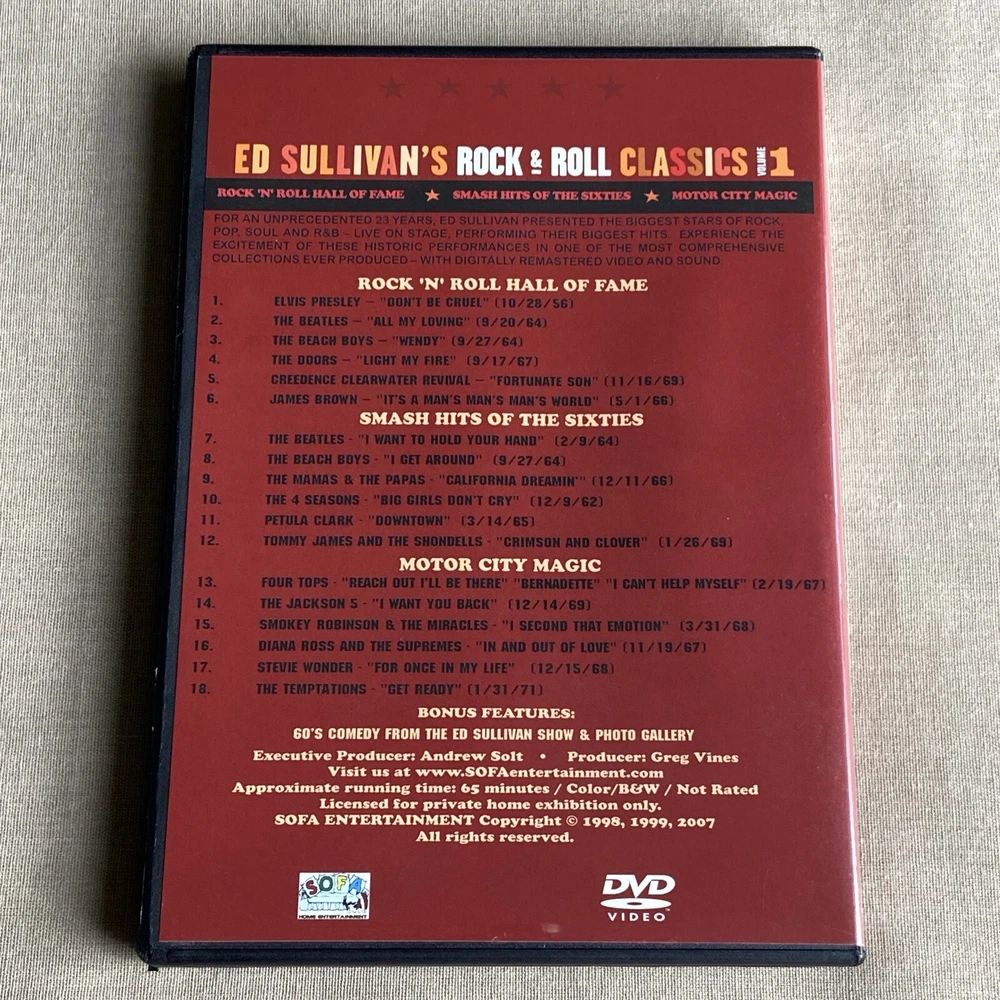 ED SULLIVAN'S ROCK & ROLL CLASSICS VOLUME 1
ROCK 'N' ROLL HALL OF FAME ★ SMASH HITS OF THE SIXTIES ★ MOTOR CITY MAGIC
FOR AN UNPRECEDENTED 23 YEARS, ED SULLIVAN PRESENTED THE BIGGEST STARS OF ROCK,
POP, SOUL AND R&B – LIVE ON STAGE, PERFORMING THEIR BIGGEST HITS. EXPERIENCE THE
EXCITEMENT OF THESE HISTORIC PERFORMANCES IN ONE OF THE MOST COMPREHENSIVE
COLLECTIONS EVER PRODUCED – WITH DIGITALLY REMASTERED VIDEO AND SOUND.
ROCK 'N' ROLL HALL OF FAME
1. ELVIS PRESLEY – "DON'T BE CRUEL" (10/28/56)
2. THE BEATLES – "ALL MY LOVING" (9/20/64)
3. THE BEACH BOYS – "WENDY" (9/27/64)
4. THE DOORS – "LIGHT MY FIRE" (9/17/67)
5. CREEDENCE CLEARWATER REVIVAL – "FORTUNATE SON" (11/16/69)
6. JAMES BROWN – "IT'S A MAN'S MAN'S MAN'S WORLD" (5/1/66)
SMASH HITS OF THE SIXTIES
7. THE BEATLES - "I WANT TO HOLD YOUR HAND" (2/9/64)
8. THE BEACH BOYS - "I GET AROUND" (9/27/64)
9. THE MAMAS & THE PAPAS - "CALIFORNIA DREAMIN'" (12/11/66)
10. THE 4 SEASONS - "BIG GIRLS DON'T CRY" (12/9/62)
11. PETULA CLARK - "DOWNTOWN" (3/14/65)
12. TOMMY JAMES AND THE SHONDELLS - "CRIMSON AND CLOVER" (1/26/69)
MOTOR CITY MAGIC
13. FOUR TOPS - "REACH OUT I'LL BE THERE" "BERNADETTE" "I CAN'T HELP MYSELF" (2/19/67)
14. THE JACKSON 5 - "I WANT YOU BACK" (12/14/69)
15. SMOKEY ROBINSON & THE MIRACLES - "I SECOND THAT EMOTION" (3/31/68)
16. DIANA ROSS AND THE SUPREMES - "IN AND OUT OF LOVE" (11/19/67)
17. STEVIE WONDER - "FOR ONCE IN MY LIFE" (12/15/68)
18. THE TEMPTATIONS - "GET READY" (1/31/71)
BONUS FEATURES:
60'S COMEDY FROM THE ED SULLIVAN SHOW & PHOTO GALLERY
Executive Producer: Andrew Solt • Producer: Greg Vines
Visit us at www.SOFAentertainment.com
Approximate running time: 65 minutes / Color/B&W / Not Rated
Licensed for private home exhibition only.
SOFA ENTERTAINMENT Copyright © 1998, 1999, 2007
All rights reserved.
SOFA
HOME ENTERTAINMENT
DVD
VIDEO™